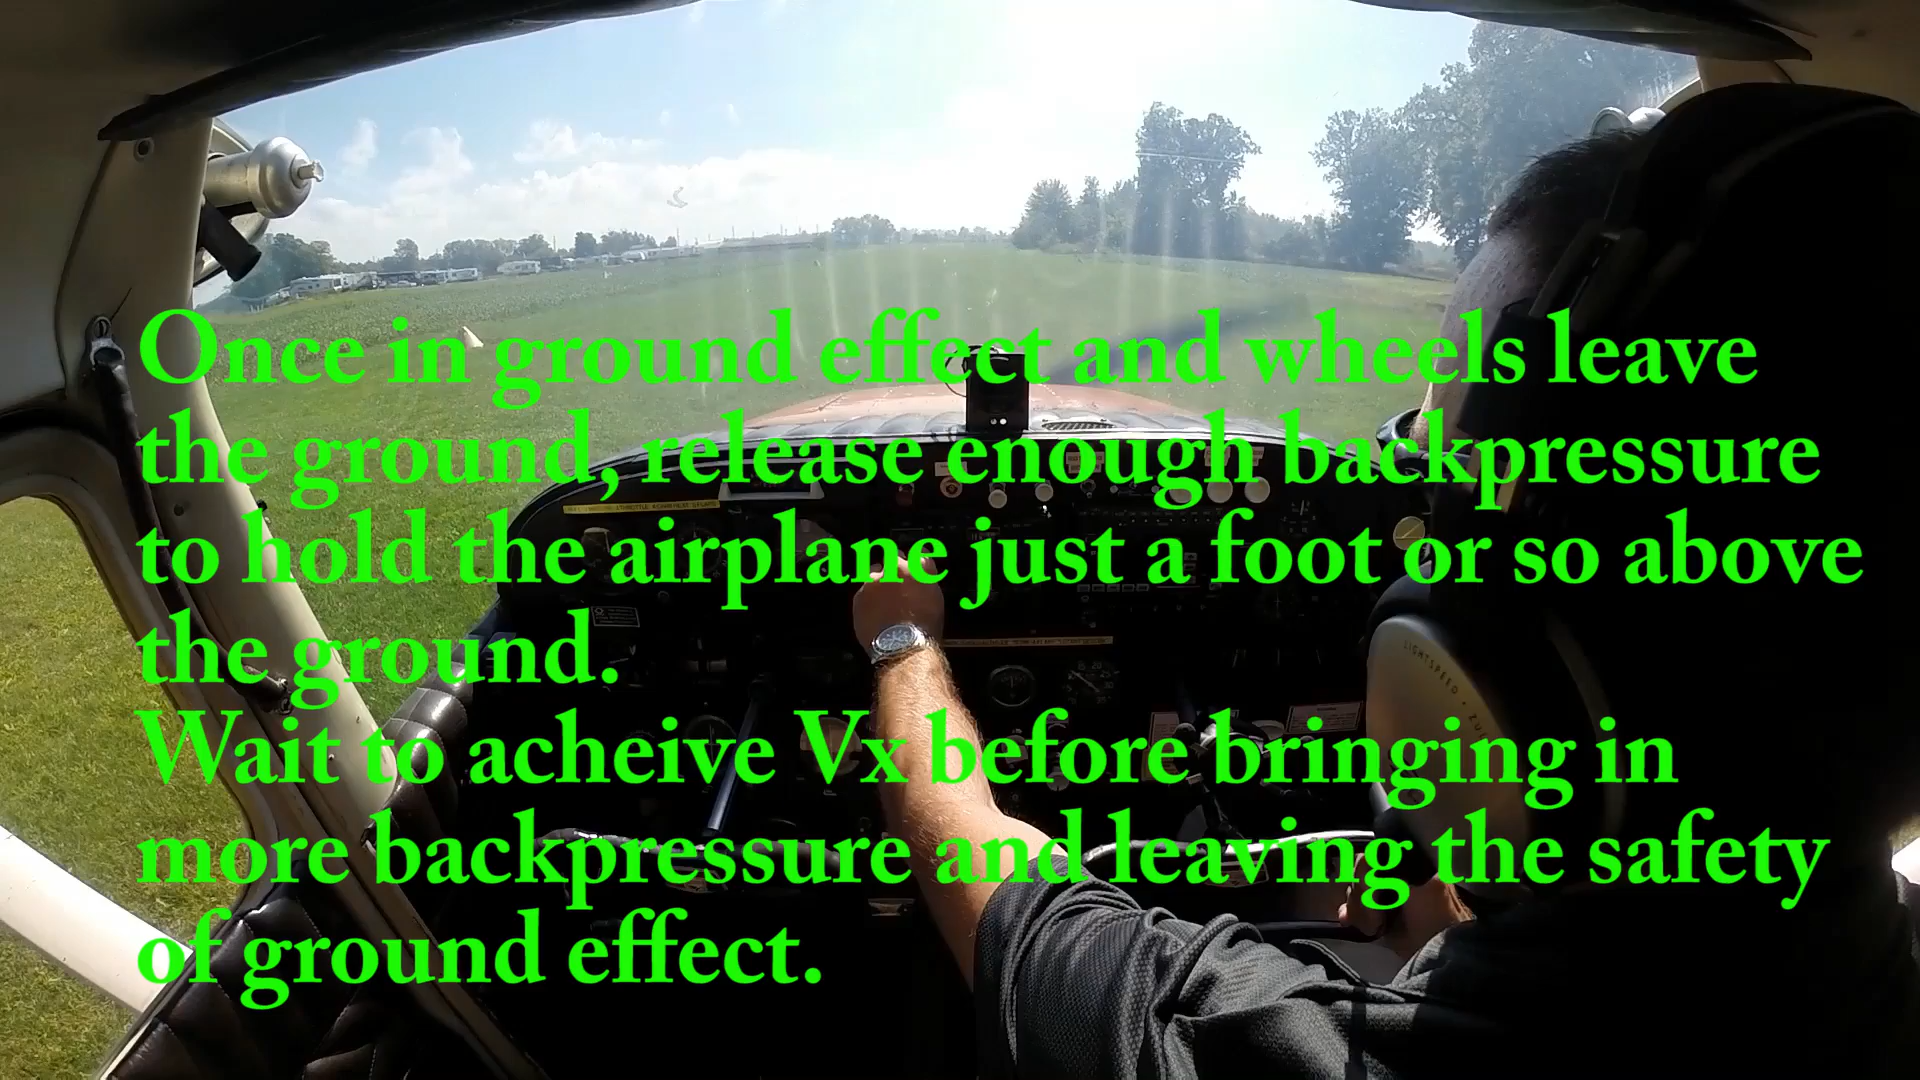 Once in ground effect and wheels leave
the ground, release enough backpressure
to hold the airplane just a foot or so above
the ground.
Wait to acheive Vx before bringing in
more backpressure and leaving the safety
of ground effect.
LIGHTSPEED